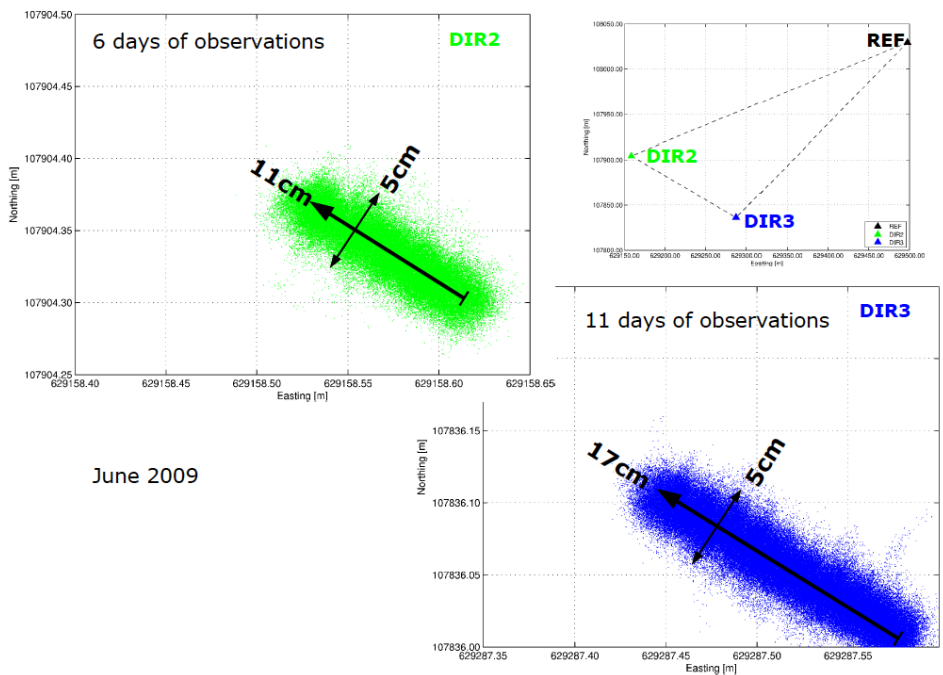 6 days of observations
DIR2
107904.50
107904.45
107904.40
107904.35
107904.30
107904.25
Northing [m]
11cm
5cm
629158.40
629158.45
629158.50
629158.55
629158.60
629158.65
Easting [m]
108050.00
108000.00
107950.00
107900.00
107850.00
107800.00
Northing [m]
REF
DIR2
DIR3
REF
DIR2
DIR3
629150.00
629200.00
629250.00
629300.00
629350.00
629400.00
629450.00
629500.00
Easting [m]
11 days of observations
DIR3
June 2009
107836.15
107836.10
107836.05
107836.00
Northing [m]
17cm
5cm
629287.35
629287.40
629287.45
629287.50
629287.55
Easting [m]